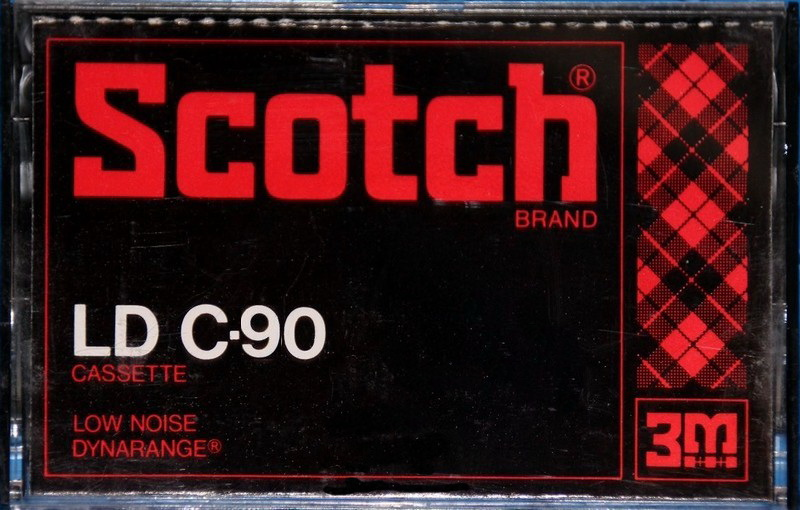 Scotch®
BRAND
LD C-90
CASSETTE
LOW NOISE
DYNARANGE®
3M